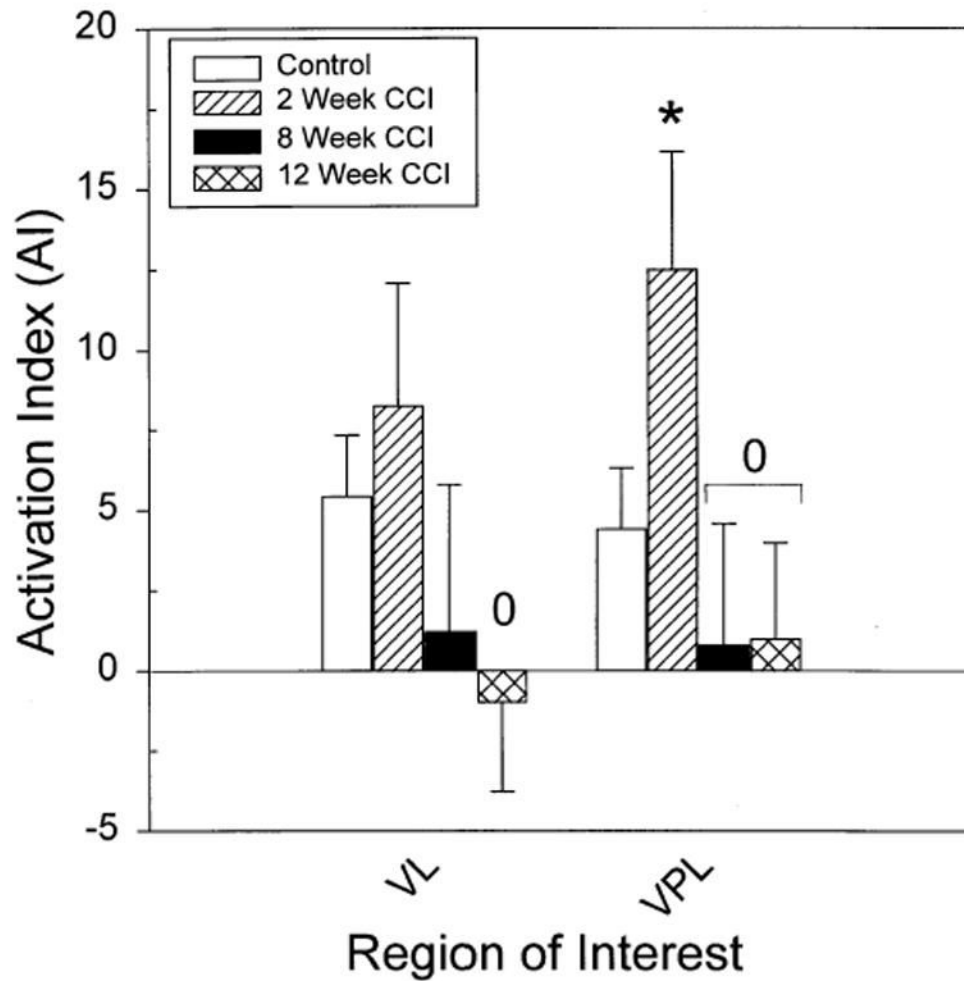 20
15
10
5
0
-5
Activation Index (AI)
Control
2 Week CCI
8 Week CCI
12 Week CCI
*
0
0
VL
VPL
Region of Interest